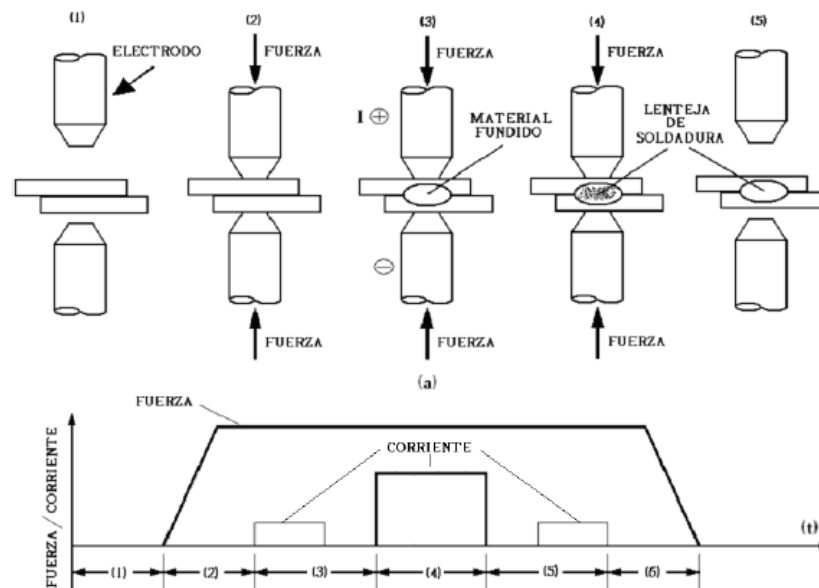 (1) (2) (3) (4) (5)
ELECTRODO
FUERZA FUERZA FUERZA
I ⊕
MATERIAL
FUNDIDO
LENTEJA
DE
SOLDADURA
⊖
FUERZA FUERZA FUERZA
(a)
FUERZA
CORRIENTE
FUERZA / CORRIENTE
(t)
(1) (2) (3) (4) (5) (6)